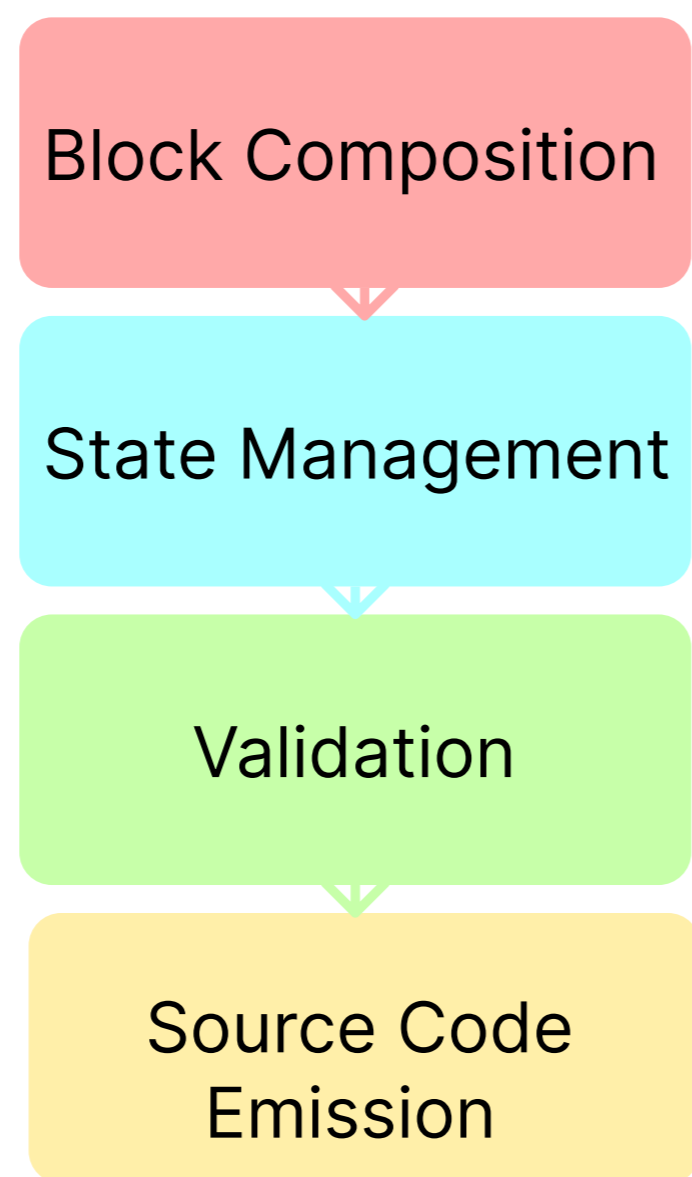 Block Composition
State Management
Validation
Source Code
Emission